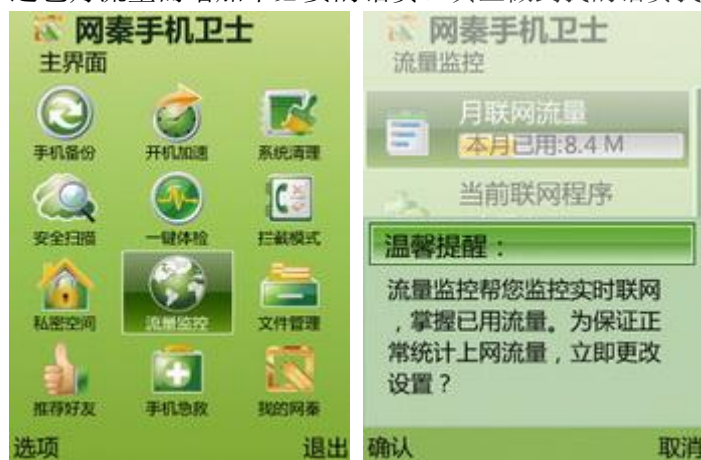 网秦手机卫士
主界面
手机备份 开机加速 系统清理
安全扫描 一键体检 拦截模式
私密空间 流量监控 文件管理
推荐好友 手机急救 我的网秦
选项 退出
网秦手机卫士
流量监控
月联网流量
本月已用:8.4 M
当前联网程序
温馨提醒：
流量监控帮您监控实时联网
，掌握已用流量。为保证正
常统计上网流量，立即更改
设置？
确认 取消